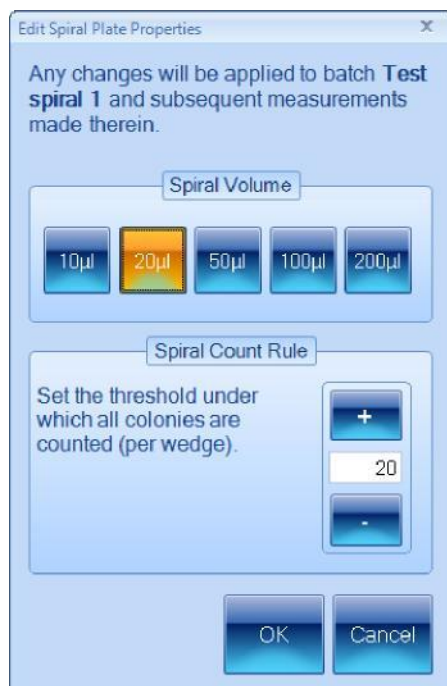 Edit Spiral Plate Properties
x
Any changes will be applied to batch Test
spiral 1 and subsequent measurements
made therein.
Spiral Volume
10µl 20µl 50µl 100µl 200µl
Spiral Count Rule
Set the threshold under
which all colonies are
counted (per wedge).
+
20
-
OK Cancel